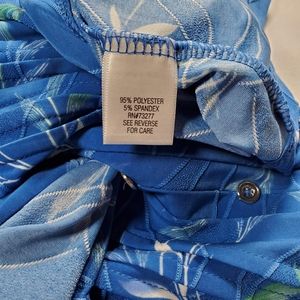 95% POLYESTER
5% SPANDEX
RN#73277
SEE REVERSE
FOR CARE